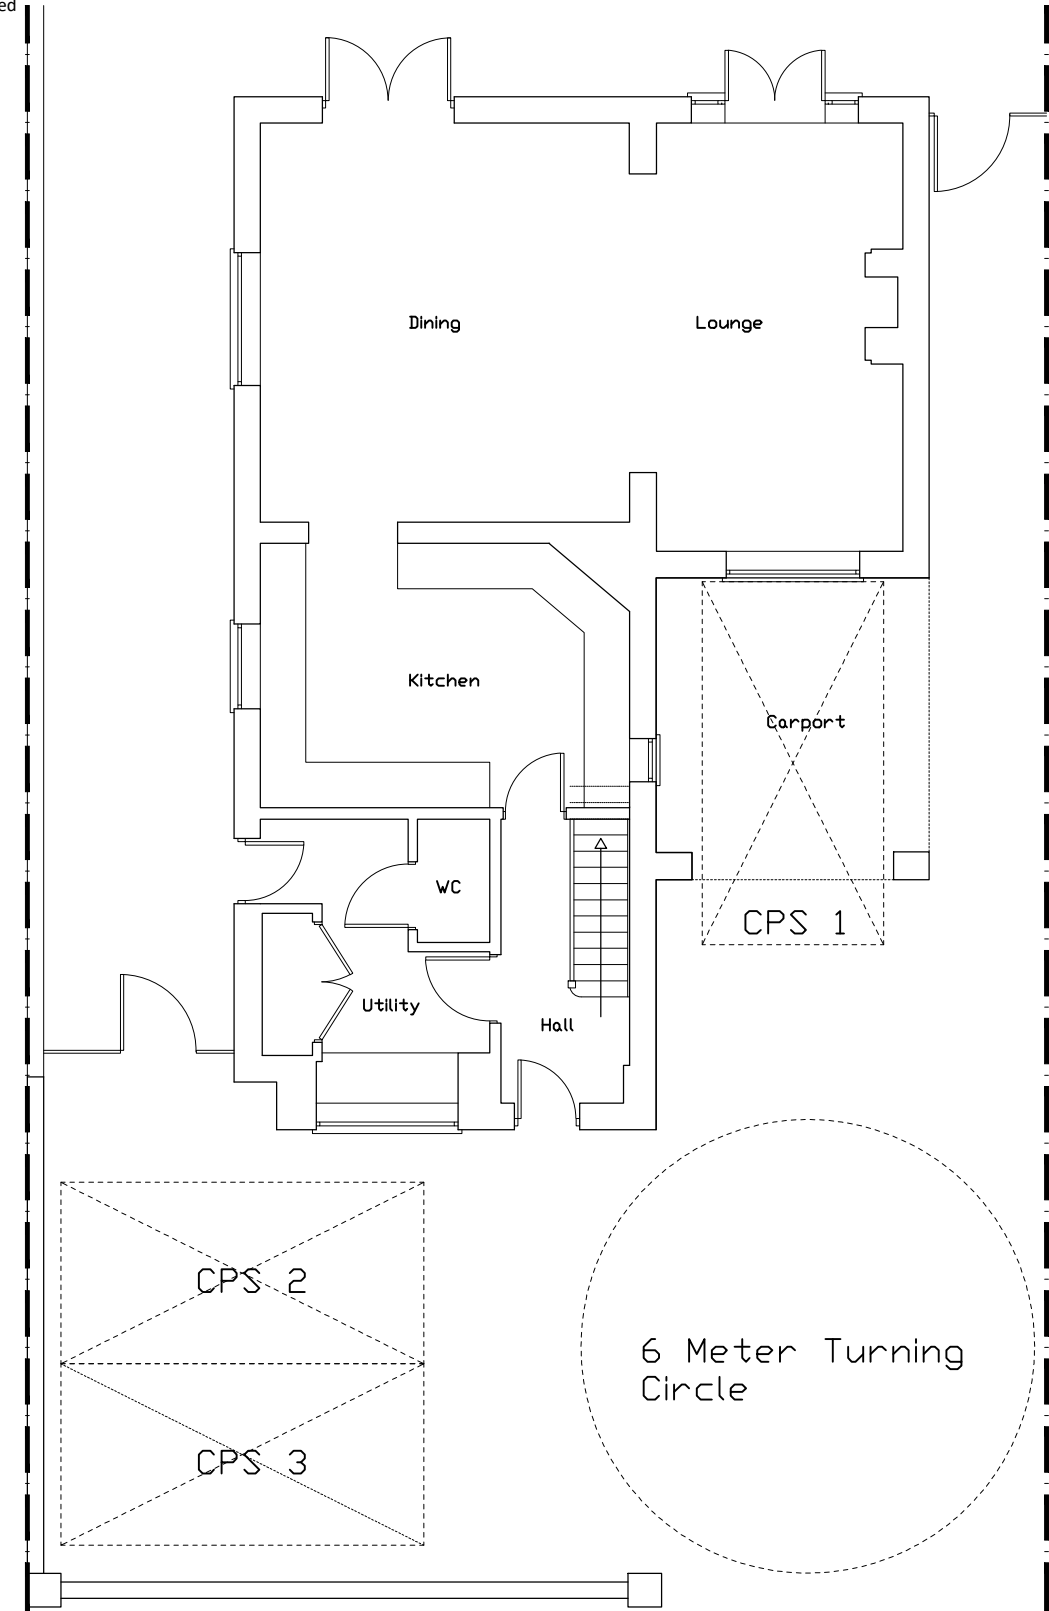 ed
Dining
Lounge
Kitchen
Carport
WC
CPS 1
Utility
Hall
CPS 2
6 Meter Turning
Circle
CPS 3